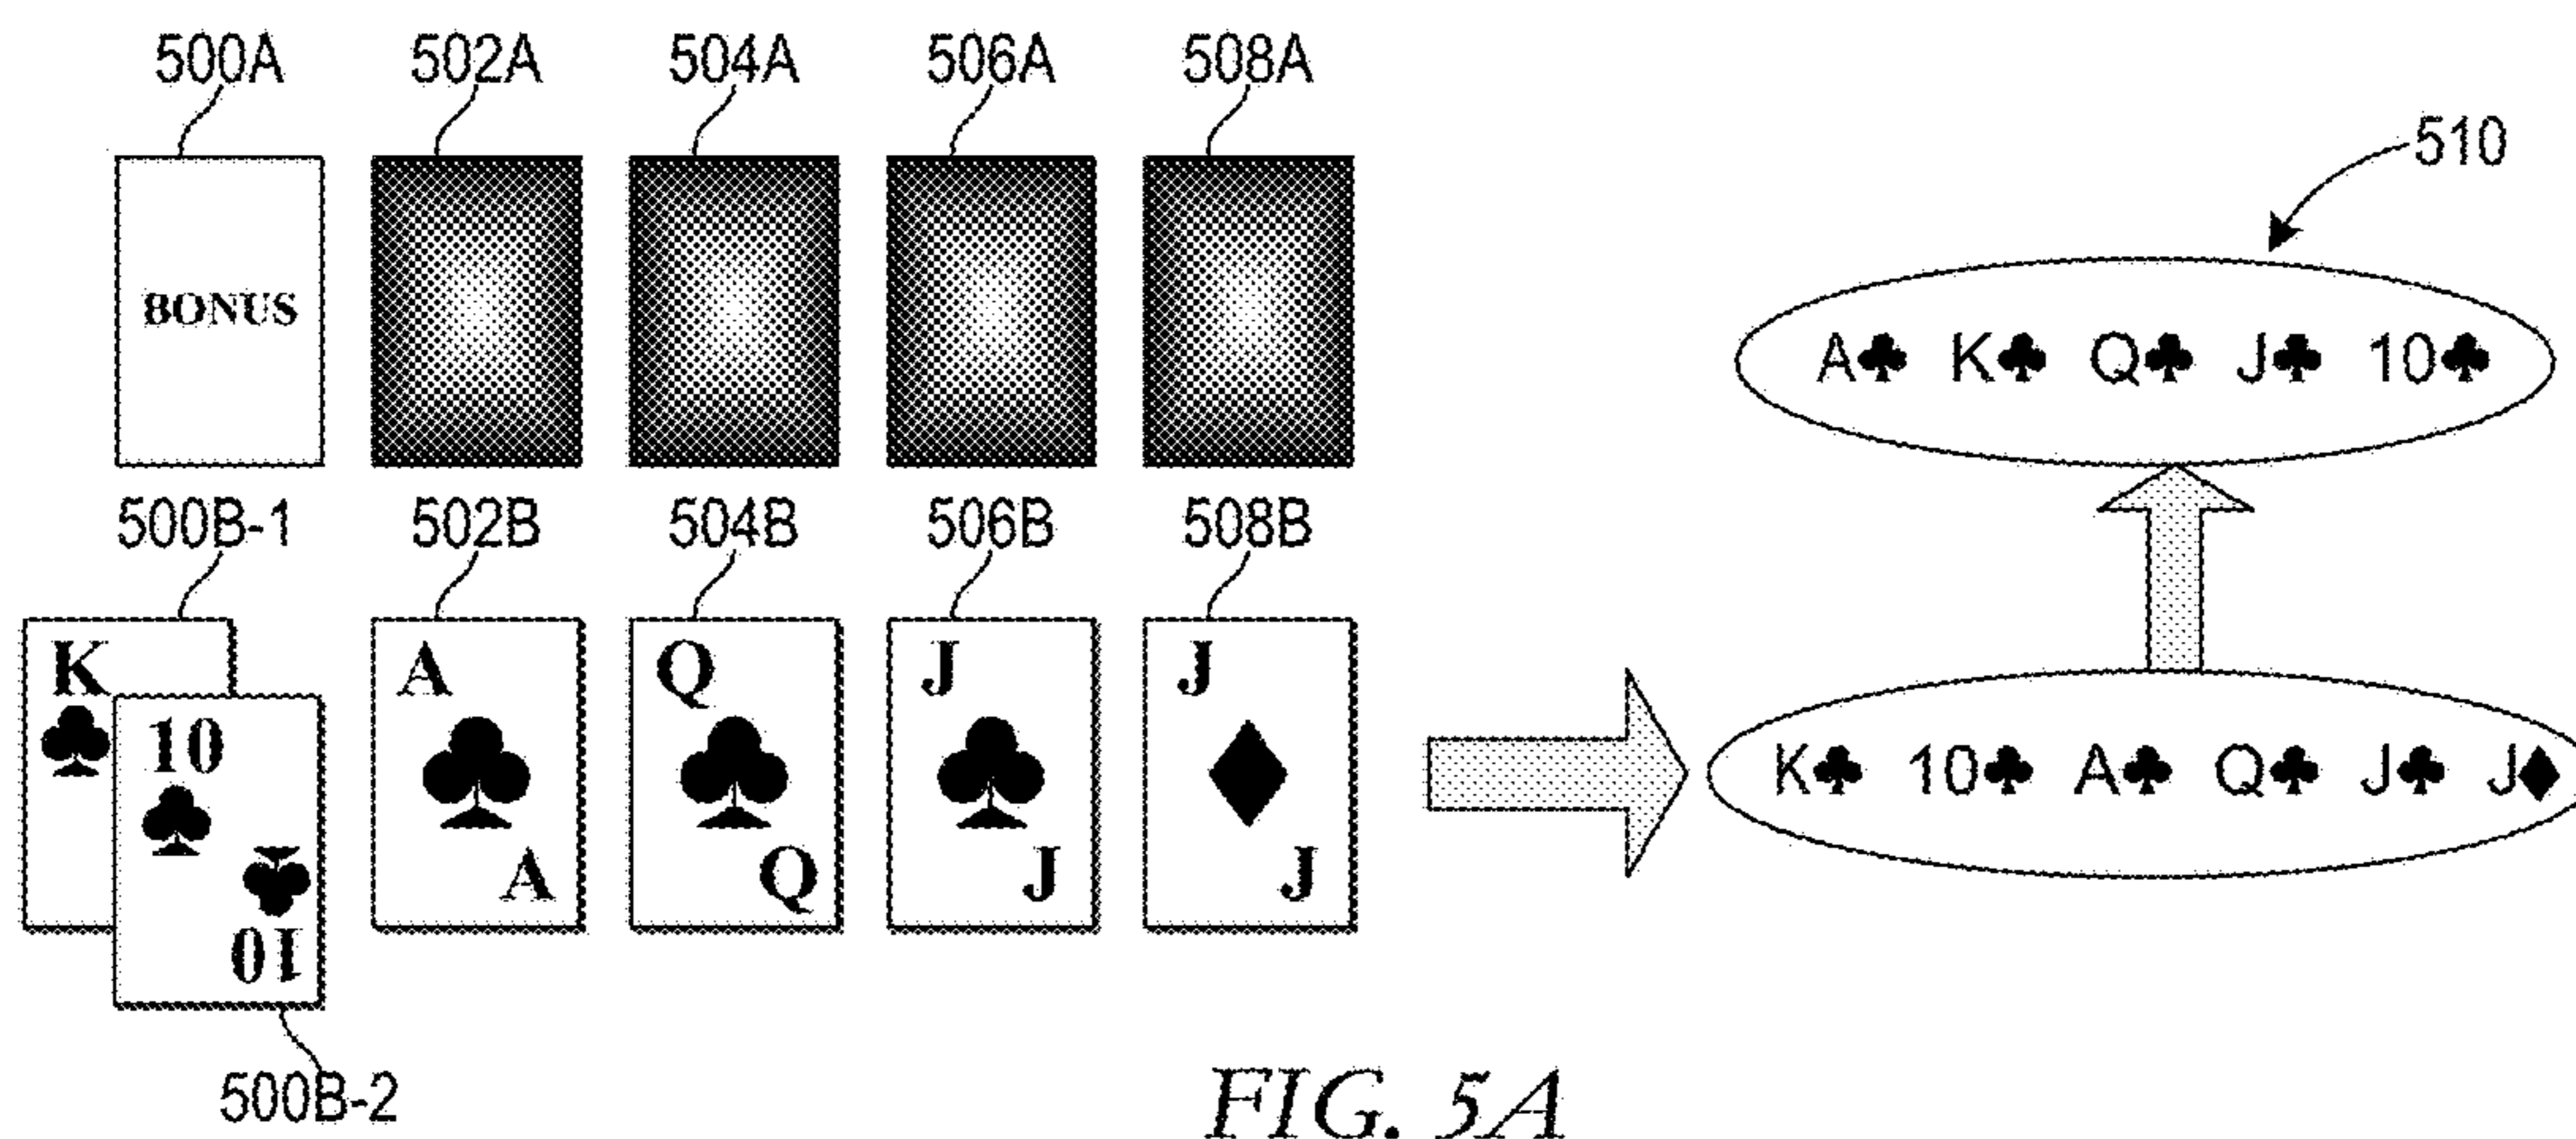 500A 502A 504A 506A 508A
510
BONUS
A♣ K♣ Q♣ J♣ 10♣
500B-1 502B 504B 506B 508B
K♣ 10♣ 10♣ A A Q Q J J J J
K♣ 10♣ A♣ Q♣ J♣ J♦
500B-2
FIG. 5A